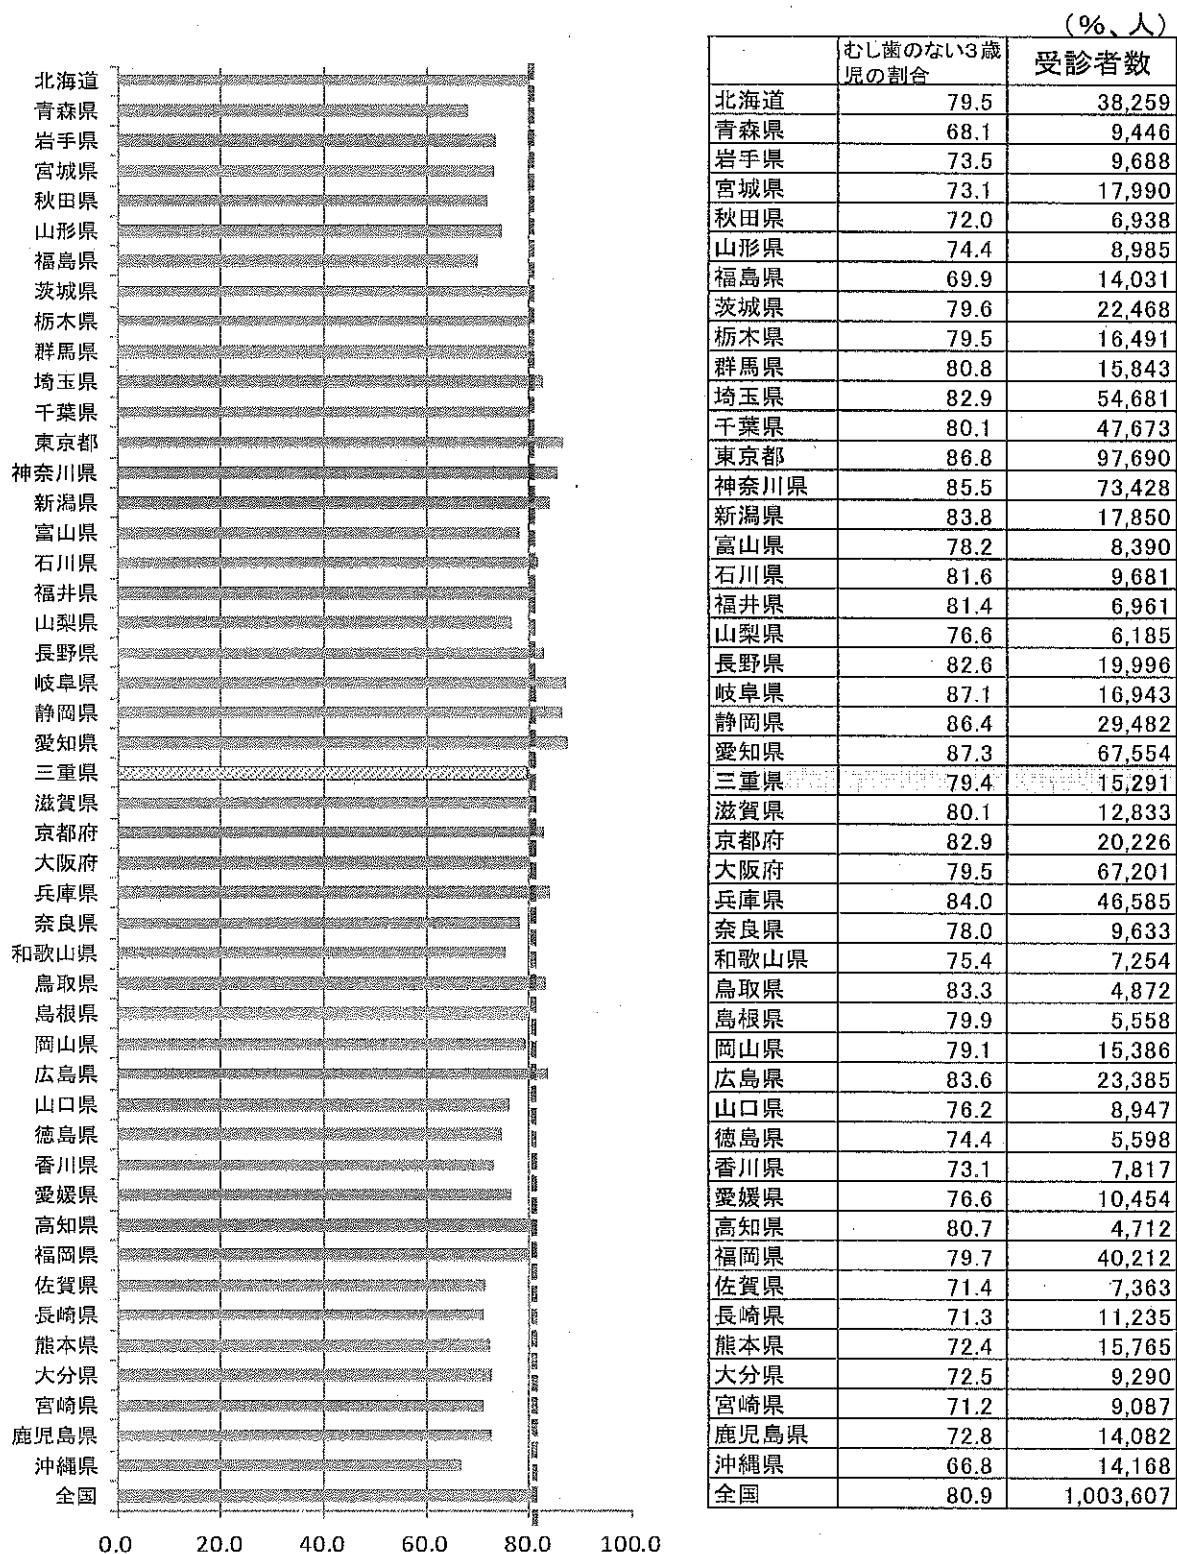 北海道
青森県
岩手県
宮城県
秋田県
山形県
福島県
茨城県
栃木県
群馬県
埼玉県
千葉県
東京都
神奈川県
新潟県
富山県
石川県
福井県
山梨県
長野県
岐阜県
静岡県
愛知県
三重県
滋賀県
京都府
大阪府
兵庫県
奈良県
和歌山県
鳥取県
島根県
岡山県
広島県
山口県
徳島県
香川県
愛媛県
高知県
福岡県
佐賀県
長崎県
熊本県
大分県
宮崎県
鹿児島県
沖縄県
全国
0.0 20.0 40.0 60.0 80.0 100.0
(%、人)
むし歯のない3歳
児の割合 受診者数
北海道 79.5 38,259
青森県 68.1 9,446
岩手県 73.5 9,688
宮城県 73.1 17,990
秋田県 72.0 6,938
山形県 74.4 8,985
福島県 69.9 14,031
茨城県 79.6 22,468
栃木県 79.5 16,491
群馬県 80.8 15,843
埼玉県 82.9 54,681
千葉県 80.1 47,673
東京都 86.8 97,690
神奈川県 85.5 73,428
新潟県 83.8 17,850
富山県 78.2 8,390
石川県 81.6 9,681
福井県 81.4 6,961
山梨県 76.6 6,185
長野県 82.6 19,996
岐阜県 87.1 16,943
静岡県 86.4 29,482
愛知県 87.3 67,554
三重県 79.4 15,291
滋賀県 80.1 12,833
京都府 82.9 20,226
大阪府 79.5 67,201
兵庫県 84.0 46,585
奈良県 78.0 9,633
和歌山県 75.4 7,254
鳥取県 83.3 4,872
島根県 79.9 5,558
岡山県 79.1 15,386
広島県 83.6 23,385
山口県 76.2 8,947
徳島県 74.4 5,598
香川県 73.1 7,817
愛媛県 76.6 10,454
高知県 80.7 4,712
福岡県 79.7 40,212
佐賀県 71.4 7,363
長崎県 71.3 11,235
熊本県 72.4 15,765
大分県 72.5 9,290
宮崎県 71.2 9,087
鹿児島県 72.8 14,082
沖縄県 66.8 14,168
全国 80.9 1,003,607